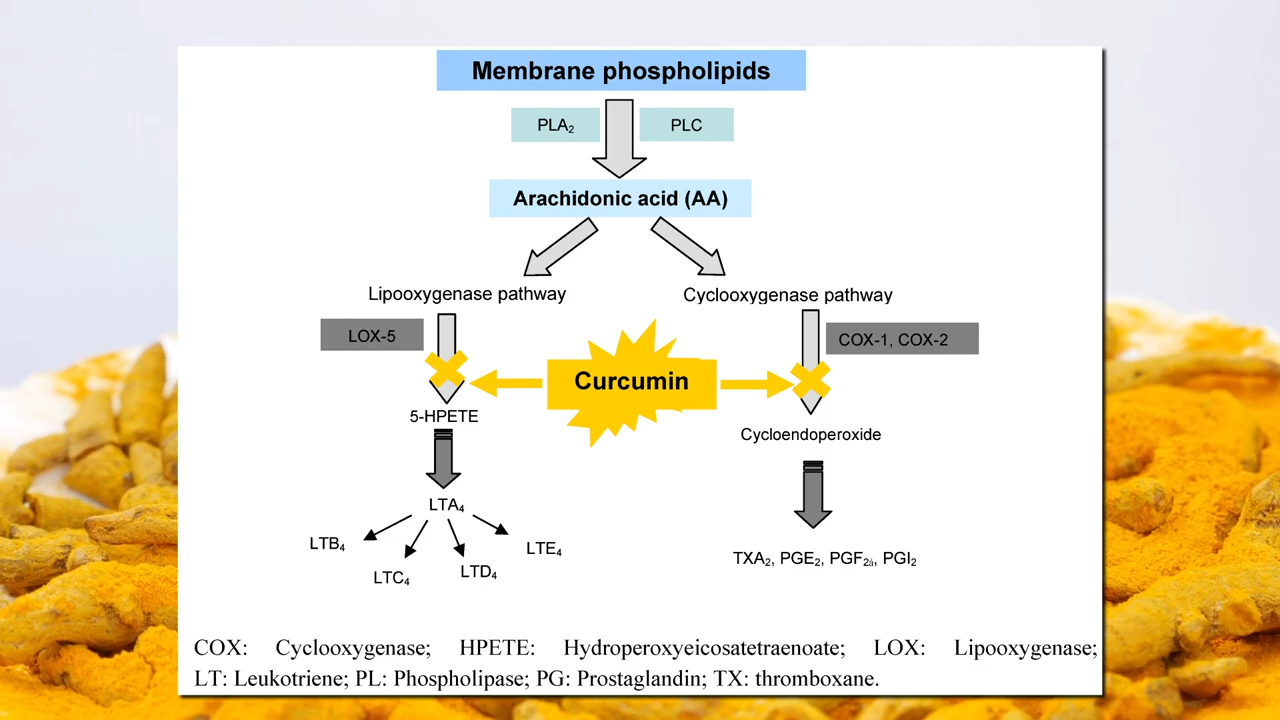 Membrane phospholipids
PLA₂
PLC
Arachidonic acid (AA)
Lipooxygenase pathway
Cyclooxygenase pathway
LOX-5
COX-1, COX-2
Curcumin
5-HPETE
Cycloendoperoxide
LTA₄
LTB₄
LTC₄
LTD₄
LTE₄
TXA₂, PGE₂, PGF₂á, PGI₂
COX: Cyclooxygenase; HPETE: Hydroperoxyeicosatetraenoate; LOX: Lipooxygenase;
LT: Leukotriene; PL: Phospholipase; PG: Prostaglandin; TX: thromboxane.